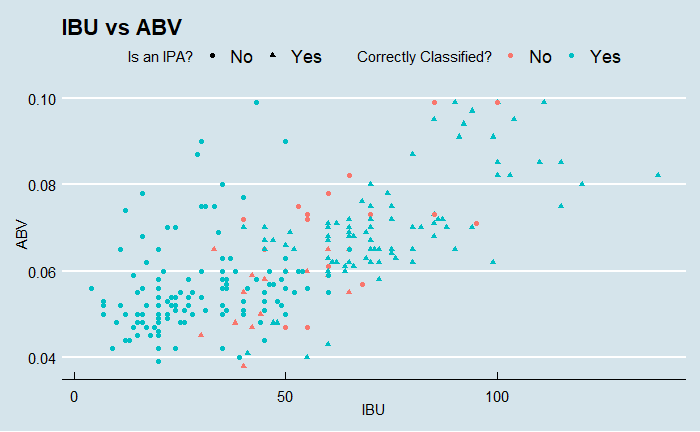 IBU vs ABV
Is an IPA? No Yes Correctly Classified? No Yes
0.10
0.08
0.06
0.04
ABV
0 50 100
IBU